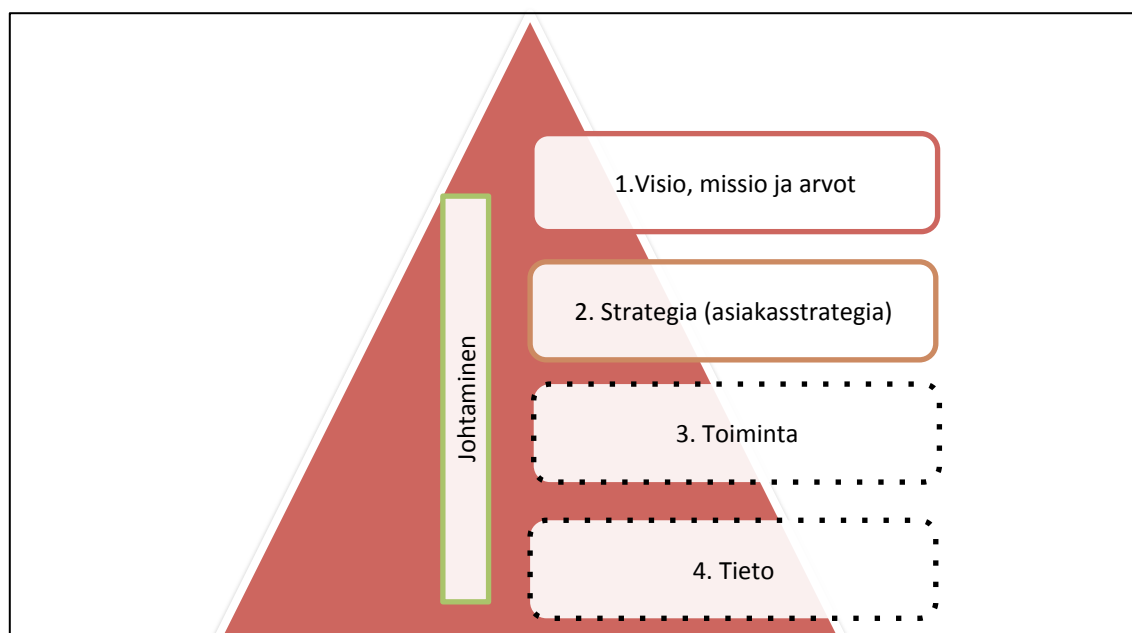 1.Visio, missio ja arvot
2. Strategia (asiakasstrategia)
Johtaminen
3. Toiminta
4. Tieto